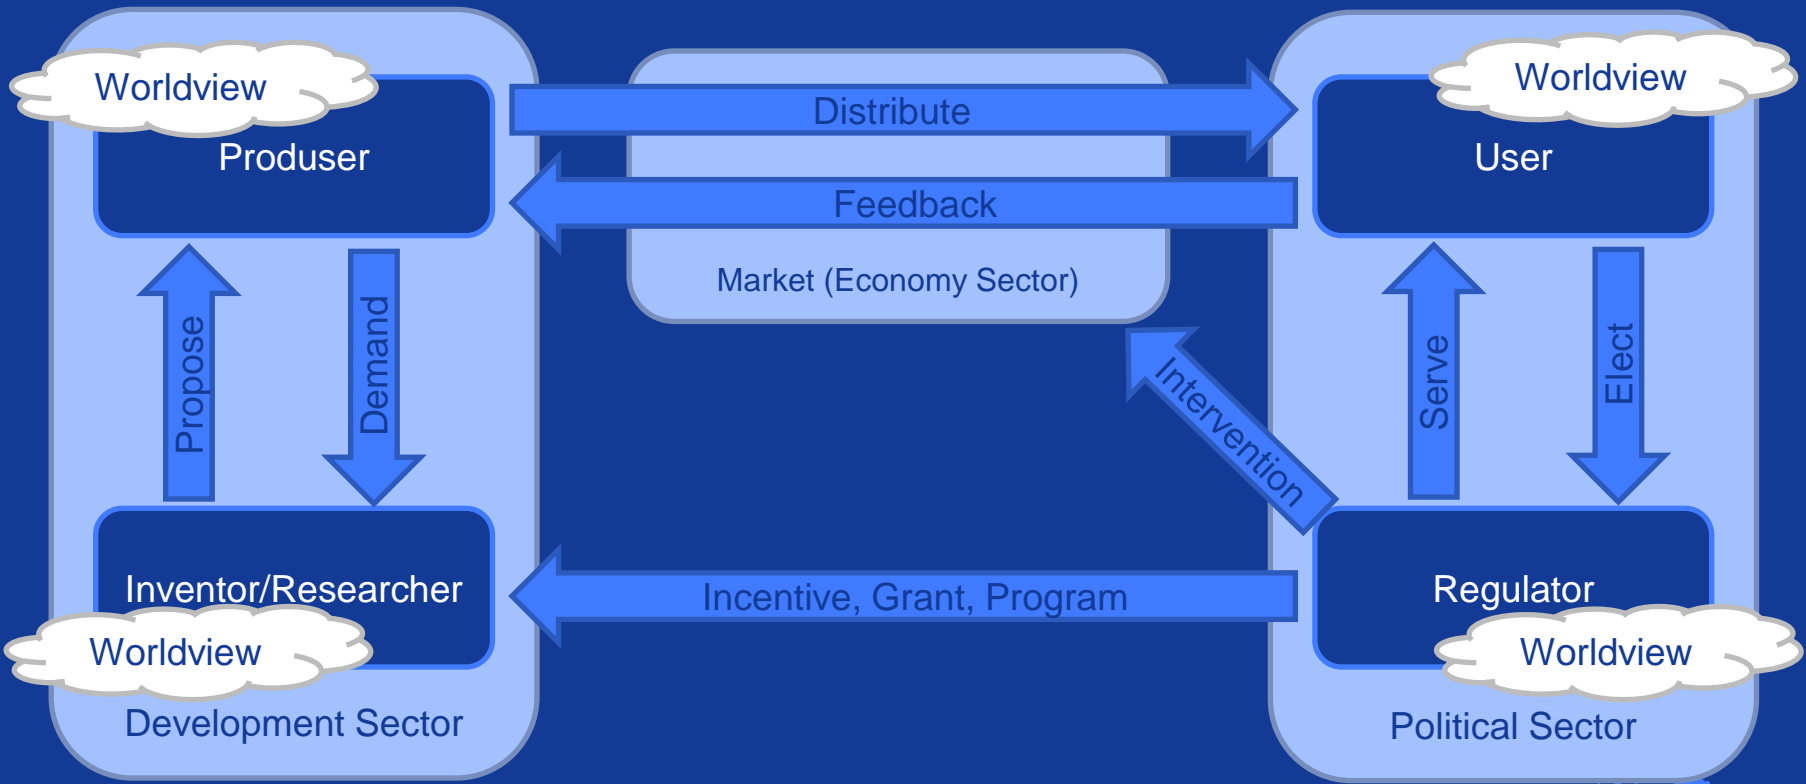 Worldview
Produser
Distribute
Feedback
Market (Economy Sector)
Worldview
User
Propose
Demand
Intervention
Serve
Elect
Inventor/Researcher
Worldview
Development Sector
Incentive, Grant, Program
Regulator
Worldview
Political Sector